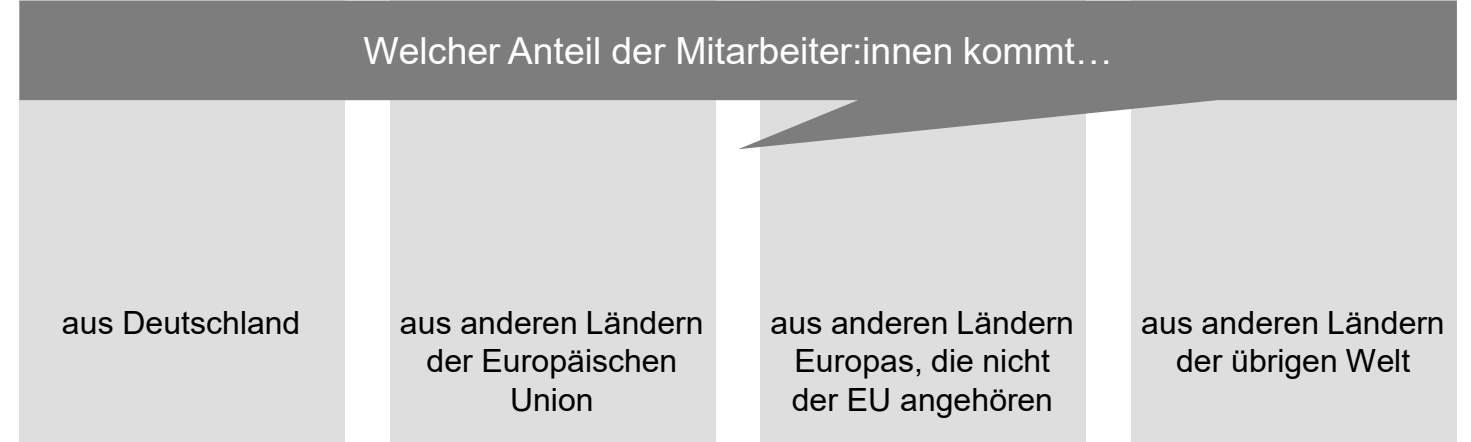 Welcher Anteil der Mitarbeiter:innen kommt…
aus Deutschland
aus anderen Ländern
der Europäischen
Union
aus anderen Ländern
Europas, die nicht
der EU angehören
aus anderen Ländern
der übrigen Welt